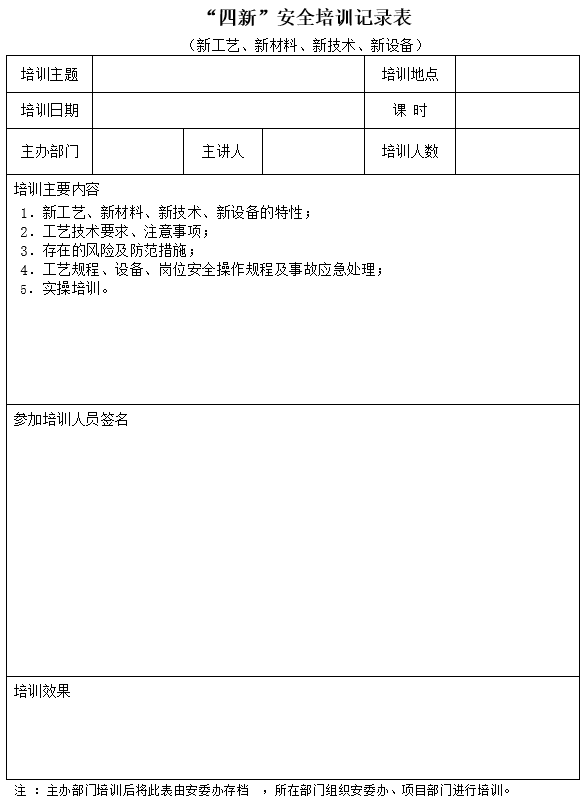 “四新”安全培训记录表
（新工艺、新材料、新技术、新设备）
培训主题 培训地点
培训日期 课 时
主办部门 主讲人 培训人数
培训主要内容
1. 新工艺、新材料、新技术、新设备的特性；
2. 工艺技术要求、注意事项；
3. 存在的风险及防范措施；
4. 工艺规程、设备、岗位安全操作规程及事故应急处理；
5. 实操培训。
参加培训人员签名
培训效果
注 ：主办部门培训后将此表由安委办存档 ，所在部门组织安委办、项目部门进行培训。